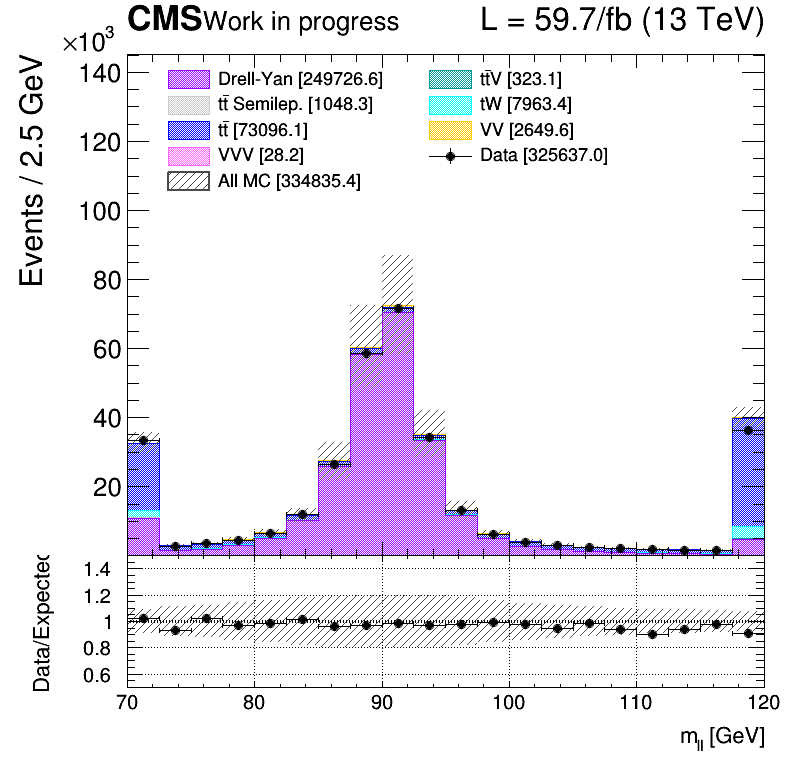 CMS Work in progress L = 59.7/fb (13 TeV)
×10³
Events / 2.5 GeV
140
120
100
80
60
40
20
Drell-Yan [249726.6]
tt̄ Semilep. [1048.3]
tt̄ [73096.1]
VVV [28.2]
All MC [334835.4]
tt̄V [323.1]
tW [7963.4]
VV [2649.6]
Data [325637.0]
Data/Expected
1.4
1.2
1
0.8
0.6
70 80 90 100 110 120
m_ll [GeV]